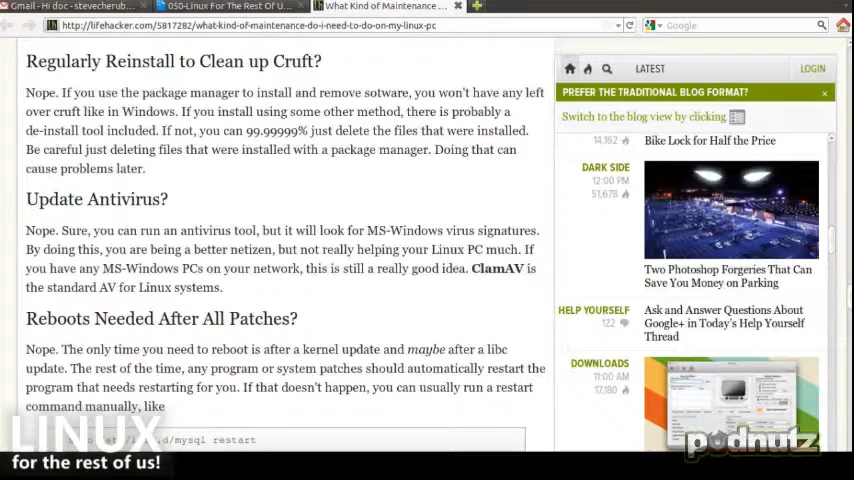 Gmail - Hi doc - stevecherub...
050-Linux For The Rest Of U...
What Kind of Maintenance ...
http://lifehacker.com/5817282/what-kind-of-maintenance-do-i-need-to-do-on-my-linux-pc
Google
Regularly Reinstall to Clean up Cruft?
Nope. If you use the package manager to install and remove sotware, you won't have any left
over cruft like in Windows. If you install using some other method, there is probably a
de-install tool included. If not, you can 99.99999% just delete the files that were installed.
Be careful just deleting files that were installed with a package manager. Doing that can
cause problems later.
Update Antivirus?
Nope. Sure, you can run an antivirus tool, but it will look for MS-Windows virus signatures.
By doing this, you are being a better netizen, but not really helping your Linux PC much. If
you have any MS-Windows PCs on your network, this is still a really good idea. ClamAV is
the standard AV for Linux systems.
Reboots Needed After All Patches?
Nope. The only time you need to reboot is after a kernel update and maybe after a libc
update. The rest of the time, any program or system patches should automatically restart the
program that needs restarting for you. If that doesn't happen, you can usually run a restart
command manually, like
mysql restart
LATEST
LOGIN
PREFER THE TRADITIONAL BLOG FORMAT?
Switch to the blog view by clicking
14,162
Bike Lock for Half the Price
DARK SIDE
12:00 PM
51,678
Two Photoshop Forgeries That Can
Save You Money on Parking
HELP YOURSELF
122
Ask and Answer Questions About
Google+ in Today's Help Yourself
Thread
DOWNLOADS
11:00 AM
17,180
LINUX
for the rest of us!
podnutz